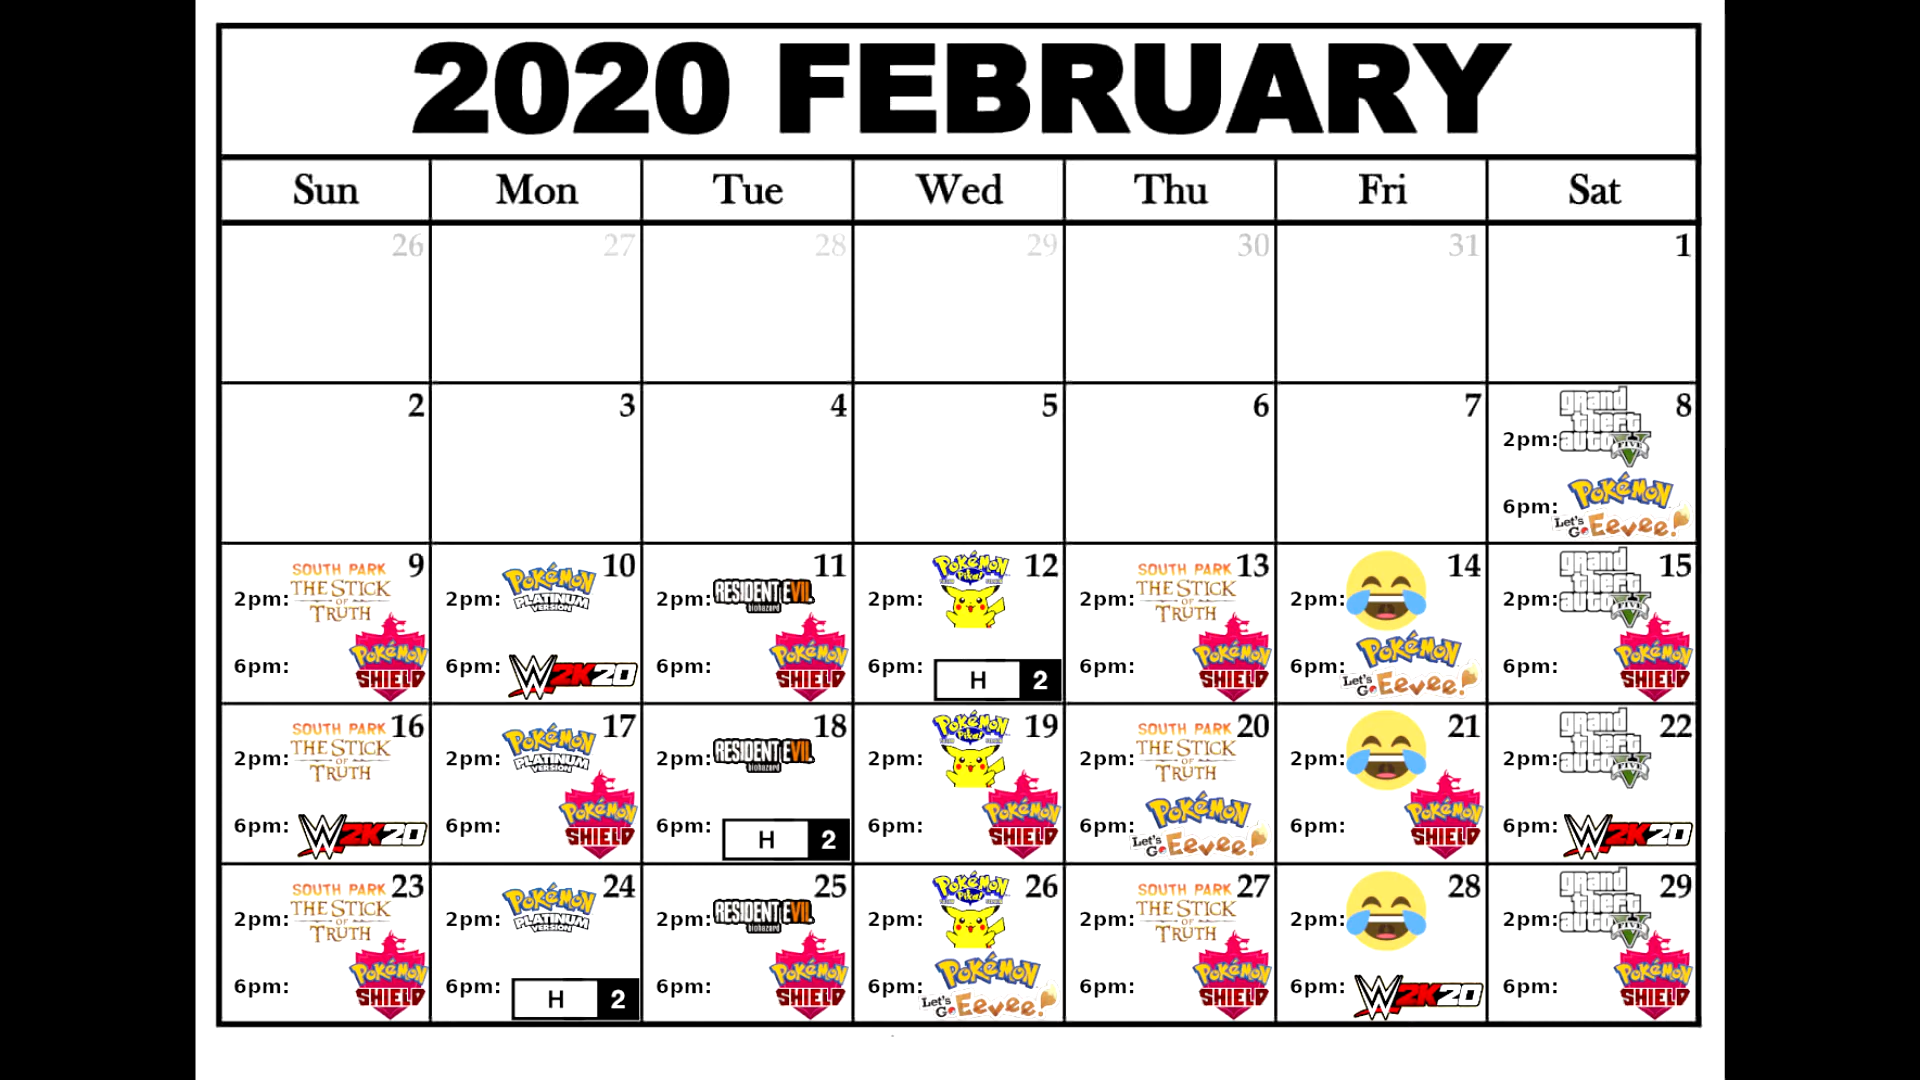 2020 FEBRUARY
Sun Mon Tue Wed Thu Fri Sat
26 27 28 29 30 31 1
2 3 4 5 6 7 8
2pm: grand theft auto V FIVE
6pm: Pokémon Let's Go Eevee!
9 10 11 12 13 14 15
2pm: SOUTH PARK THE STICK OF TRUTH
6pm: Pokémon SHIELD
2pm: Pokémon PLATINUM VERSION
6pm: W 2K20
2pm: RESIDENT EVIL biohazard
6pm: Pokémon SHIELD
2pm: Pokémon
6pm: H 2
2pm: SOUTH PARK THE STICK OF TRUTH
6pm: Pokémon SHIELD
2pm:
6pm: Pokémon Let's Go Eevee!
2pm: grand theft auto V FIVE
6pm: Pokémon SHIELD
16 17 18 19 20 21 22
2pm: SOUTH PARK THE STICK OF TRUTH
6pm: W 2K20
2pm: Pokémon PLATINUM VERSION
6pm: Pokémon SHIELD
2pm: RESIDENT EVIL biohazard
6pm: H 2
2pm: Pokémon
6pm: Pokémon SHIELD
2pm: SOUTH PARK THE STICK OF TRUTH
6pm: Pokémon Let's Go Eevee!
2pm:
6pm: Pokémon SHIELD
2pm: grand theft auto V FIVE
6pm: W 2K20
23 24 25 26 27 28 29
2pm: SOUTH PARK THE STICK OF TRUTH
6pm: Pokémon SHIELD
2pm: Pokémon PLATINUM VERSION
6pm: H 2
2pm: RESIDENT EVIL biohazard
6pm: Pokémon SHIELD
2pm: Pokémon
6pm: Pokémon Let's Go Eevee!
2pm: SOUTH PARK THE STICK OF TRUTH
6pm: Pokémon SHIELD
2pm:
6pm: W 2K20
2pm: grand theft auto V FIVE
6pm: Pokémon SHIELD